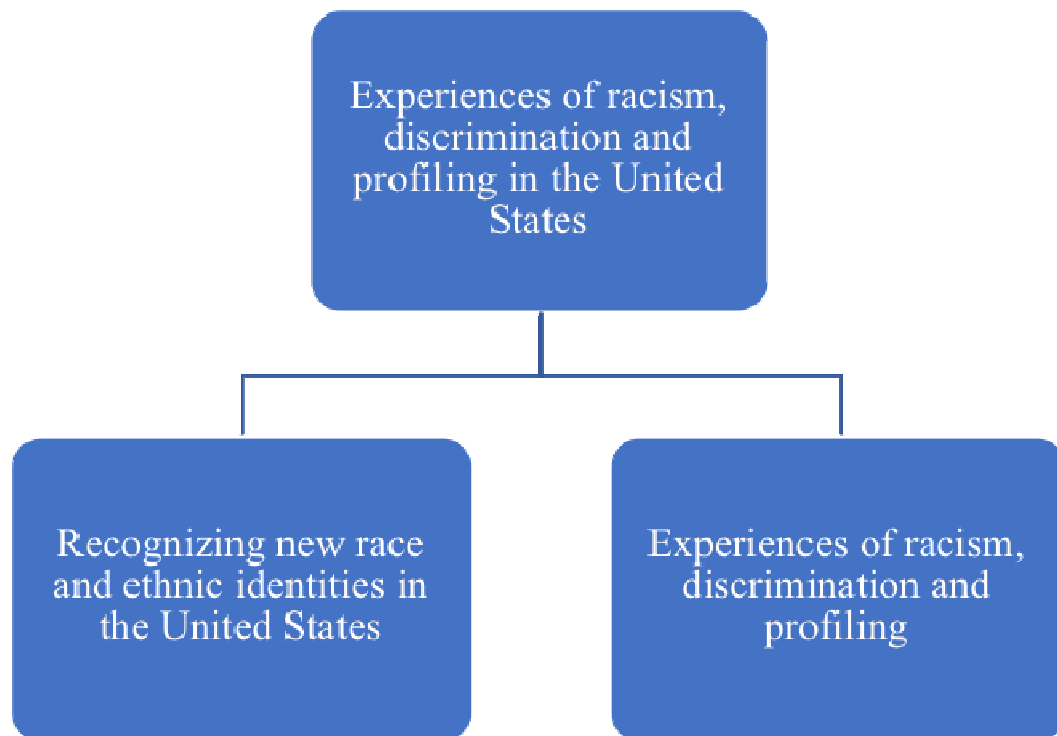 Experiences of racism,
discrimination and
profiling in the United
States
Recognizing new race
and ethnic identities in
the United States
Experiences of racism,
discrimination and
profiling